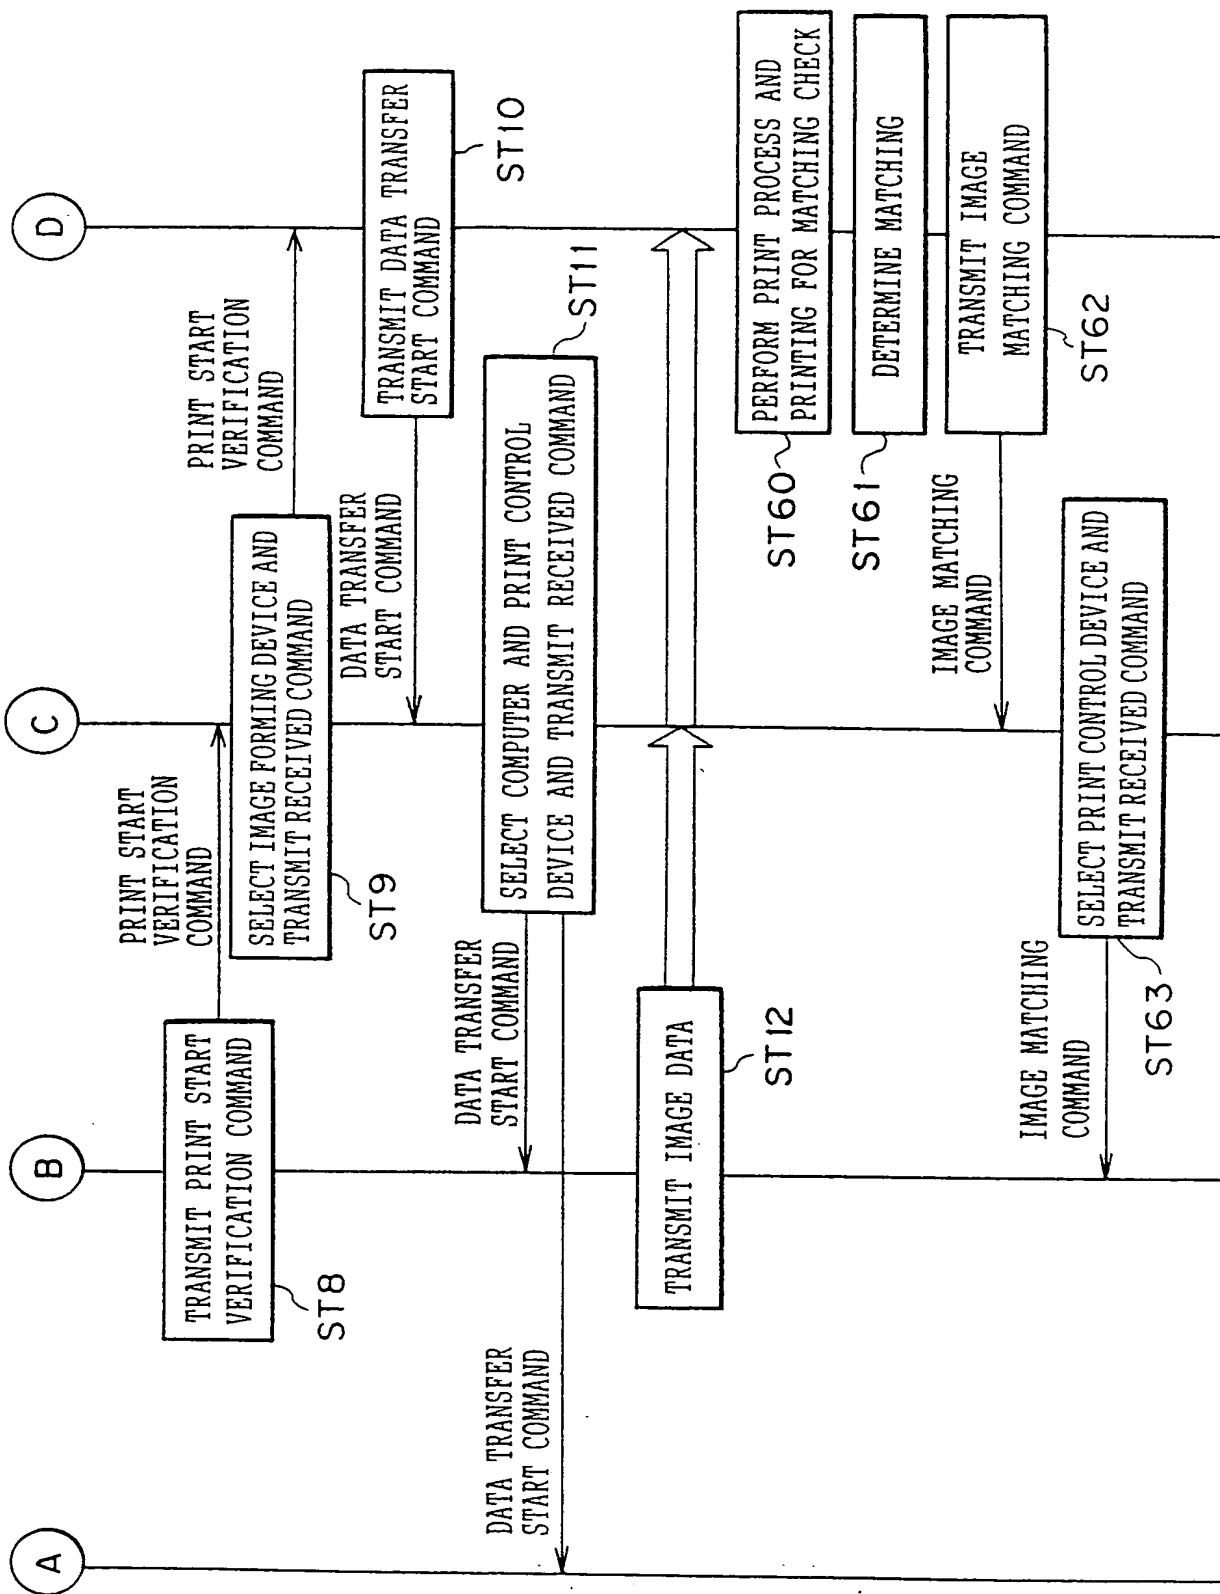 A
B
C
D
TRANSMIT PRINT START
VERIFICATION COMMAND
ST8
PRINT START
VERIFICATION
COMMAND
SELECT IMAGE FORMING DEVICE AND
TRANSMIT RECEIVED COMMAND
ST9
PRINT START
VERIFICATION
COMMAND
TRANSMIT DATA TRANSFER
START COMMAND
ST10
DATA TRANSFER
START COMMAND
SELECT COMPUTER AND PRINT CONTROL
DEVICE AND TRANSMIT RECEIVED COMMAND
ST11
DATA TRANSFER
START COMMAND
DATA TRANSFER
START COMMAND
TRANSMIT IMAGE DATA
ST12
PERFORM PRINT PROCESS AND
PRINTING FOR MATCHING CHECK
ST60
DETERMINE MATCHING
ST61
TRANSMIT IMAGE
MATCHING COMMAND
ST62
IMAGE MATCHING
COMMAND
SELECT PRINT CONTROL DEVICE AND
TRANSMIT RECEIVED COMMAND
ST63
IMAGE MATCHING
COMMAND